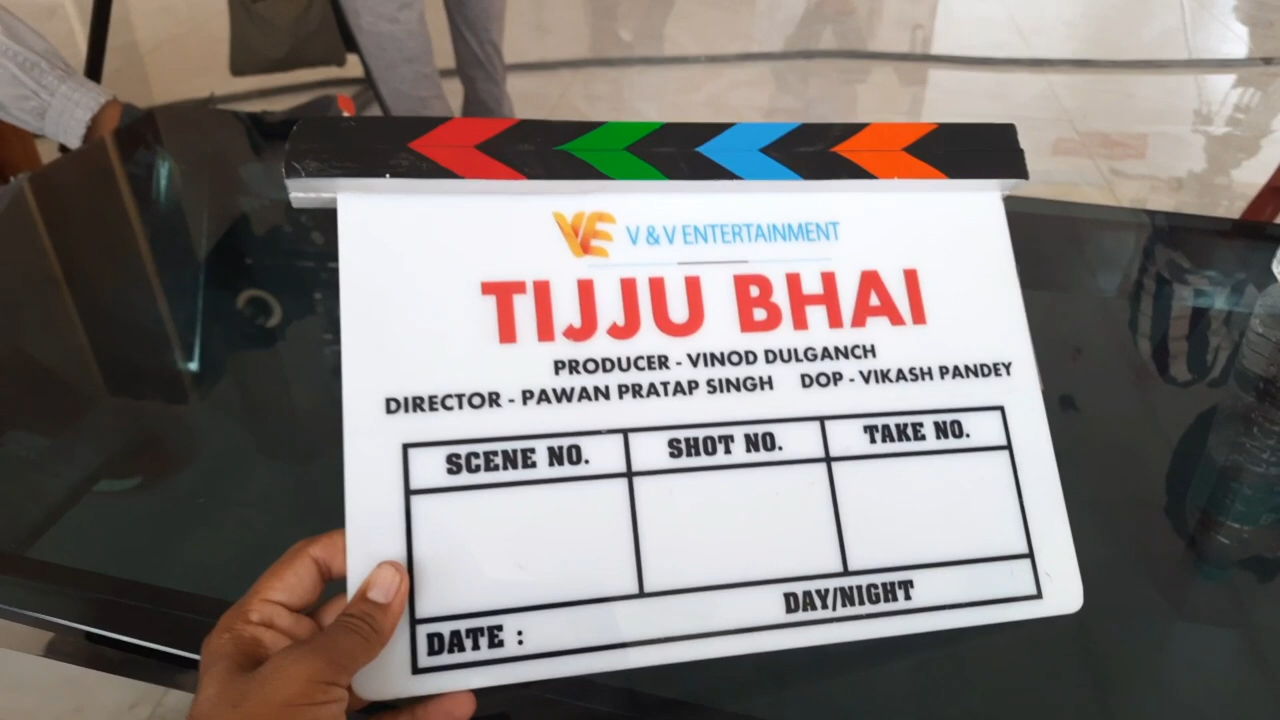 VE V & V ENTERTAINMENT
TIJJU BHAI
PRODUCER - VINOD DULGANCH
DIRECTOR - PAWAN PRATAP SINGH DOP - VIKASH PANDEY
SCENE NO. SHOT NO. TAKE NO.
DAY/NIGHT
DATE :